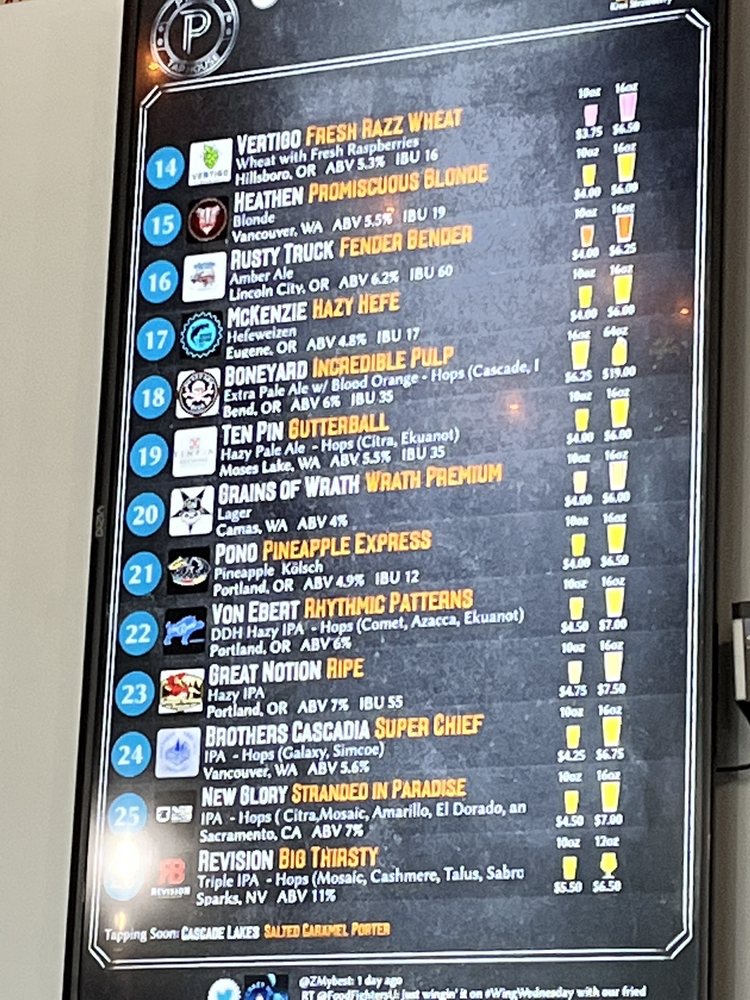 P
TAP HOUSE
10oz 16oz
14 VERTIGO FRESH RAZZ WHEAT
Wheat with Fresh Raspberries
Hillsboro, OR ABV 5.3% IBU 16
$3.75 $6.50
10oz 16oz
15 HEATHEN PROMISCUOUS BLONDE
Blonde
Vancouver, WA ABV 5.5% IBU 19
$4.00 $6.00
10oz 16oz
16 RUSTY TRUCK FENDER BENDER
Amber Ale
Lincoln City, OR ABV 6.2% IBU 60
$4.00 $6.25
10oz 16oz
17 MCKENZIE HAZY HEFE
Hefeweizen
Eugene, OR ABV 4.8% IBU 17
$4.00 $6.00
16oz 64oz
18 BONEYARD INCREDIBLE PULP
Extra Pale Ale w/ Blood Orange - Hops (Cascade, I
Bend, OR ABV 6% IBU 35
$6.25 $19.00
10oz 16oz
19 TEN PIN GUTTERBALL
Hazy Pale Ale - Hops (Citra, Ekuanot)
Moses Lake, WA ABV 5.5% IBU 35
$4.00 $6.00
10oz 16oz
20 GRAINS OF WRATH WRATH PREMIUM
Lager
Camas, WA ABV 4%
$4.00 $6.00
10oz 16oz
21 PONO PINEAPPLE EXPRESS
Pineapple Kölsch
Portland, OR ABV 4.9% IBU 12
$4.00 $6.50
10oz 16oz
22 VON EBERT RHYTHMIC PATTERNS
DDH Hazy IPA - Hops (Comet, Azacca, Ekuanot)
Portland, OR ABV 6%
$4.50 $7.00
10oz 16oz
23 GREAT NOTION RIPE
Hazy IPA
Portland, OR ABV 7% IBU 55
$4.75 $7.50
10oz 16oz
24 BROTHERS CASCADIA SUPER CHIEF
IPA - Hops (Galaxy, Simcoe)
Vancouver, WA ABV 5.6%
$4.25 $6.75
10oz 16oz
25 NEW GLORY STRANDED IN PARADISE
IPA - Hops ( Citra,Mosaic, Amarillo, El Dorado, an
Sacramento, CA ABV 7%
$4.50 $7.00
10oz 12oz
REVISION BIG THIRSTY
Triple IPA - Hops (Mosaic, Cashmere, Talus, Sabro
Sparks, NV ABV 11%
$5.50 $6.50
REVISION
Tapping Soon: CASCADE LAKES SALTED CARAMEL PORTER
@ZMybest: 1 day ago
RT @FoodFightersU: Just wingin' it on #WingWednesday with our fried